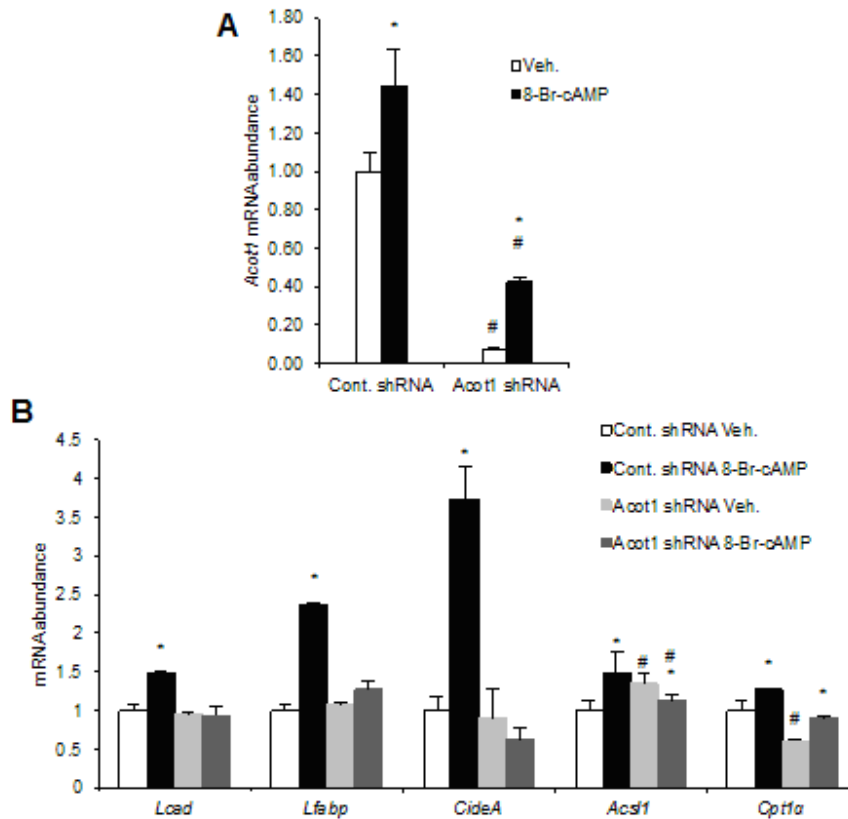 A
1.80
1.60
1.40
1.20
1.00
0.80
0.60
0.40
0.20
0.00
Acot1 mRNA abundance
*
*
#
#
Veh.
8-Br-cAMP
Cont. shRNA Acot1 shRNA
B
4.5
4
3.5
3
2.5
2
1.5
1
0.5
0
mRNA abundance
Cont. shRNA Veh.
Cont. shRNA 8-Br-cAMP
Acot1 shRNA Veh.
Acot1 shRNA 8-Br-cAMP
*
*
*
*
#
#
*
*
#
*
Lcad Lfabp CideA Acsl1 Cpt1α